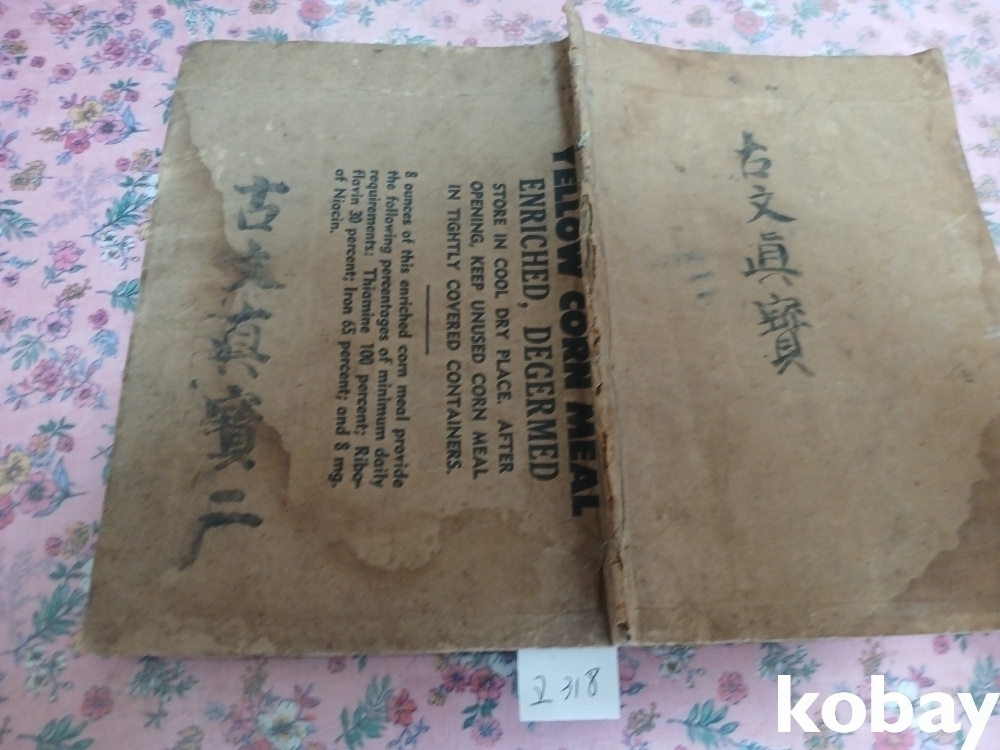 古文眞寶
YELLOW CORN MEAL
ENRICHED, DEGERMED
STORE IN COOL DRY PLACE. AFTER
OPENING, KEEP UNUSED CORN MEAL
IN TIGHTLY COVERED CONTAINERS.
8 ounces of this enriched corn meal provide
the following percentages of minimum daily
requirements: Thiamine 100 percent; Ribo-
flavin 30 percent; Iron 65 percent; and 8 mg.
of Niacin.
古文眞寶
318
kobay